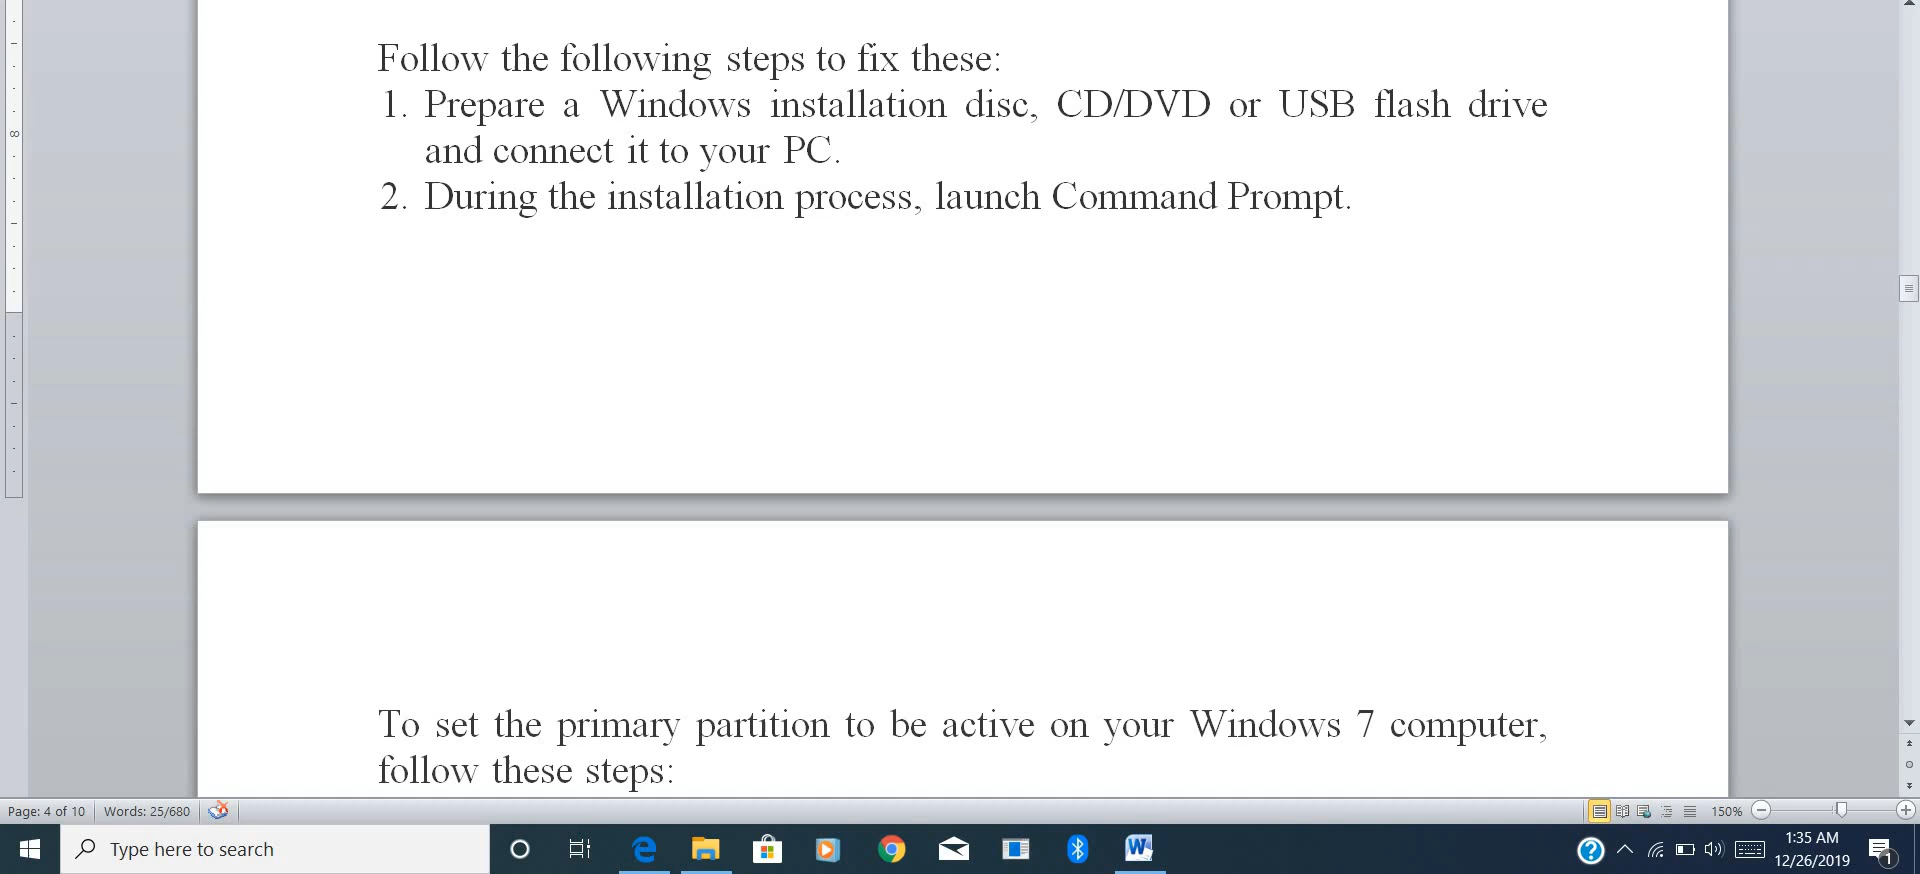 Follow the following steps to fix these:
1. Prepare a Windows installation disc, CD/DVD or USB flash drive
and connect it to your PC.
2. During the installation process, launch Command Prompt.
To set the primary partition to be active on your Windows 7 computer,
follow these steps:
Page: 4 of 10 Words: 25/680 150%
Type here to search
1:35 AM
12/26/2019
1
8